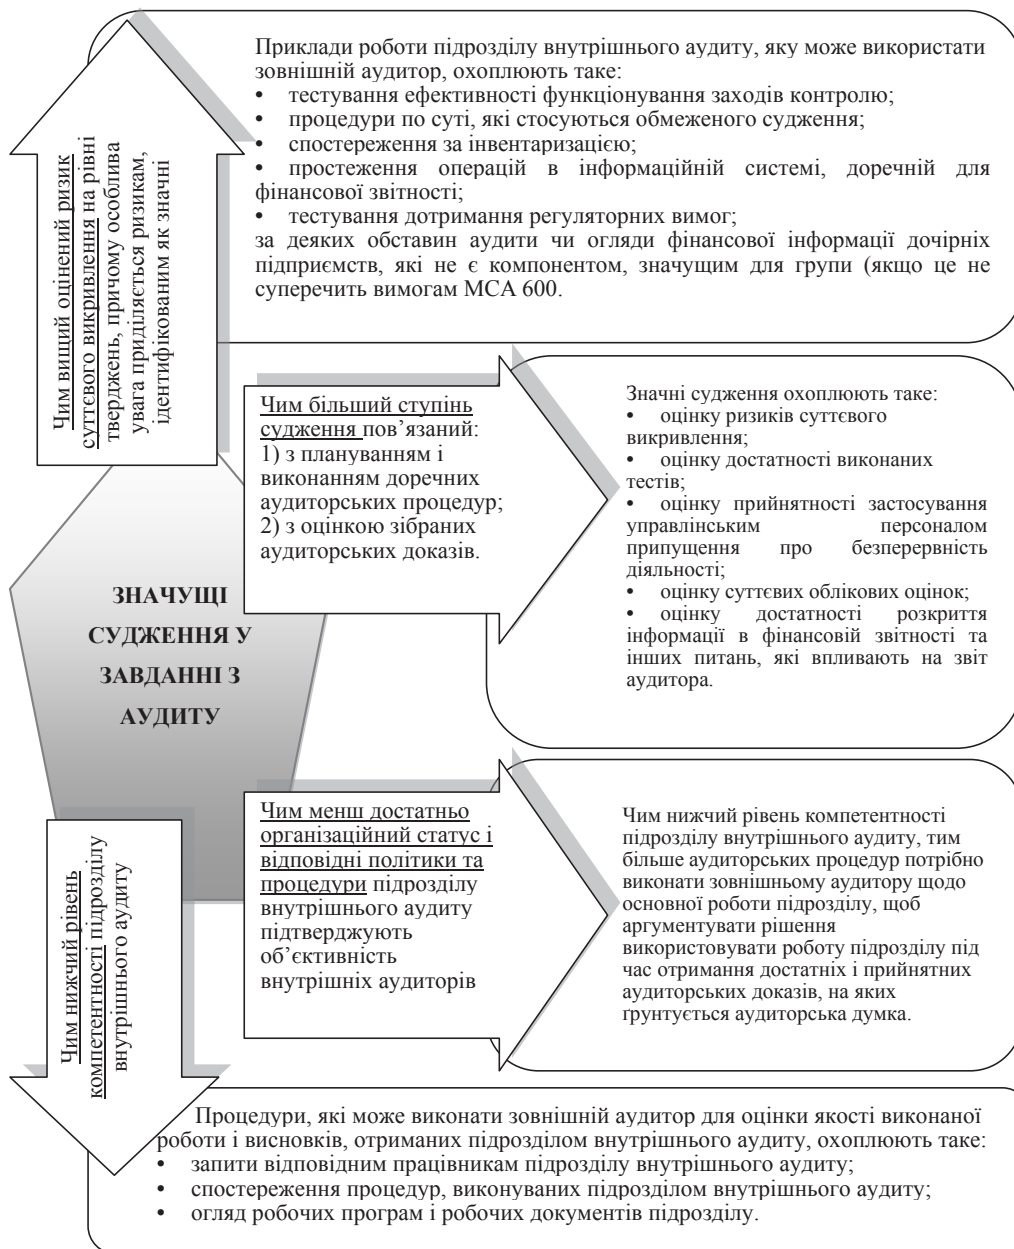 Приклади роботи підрозділу внутрішнього аудиту, яку може використати
зовнішній аудитор, охоплюють таке:
• тестування ефективності функціонування заходів контролю;
• процедури по суті, які стосуються обмеженого судження;
• спостереження за інвентаризацією;
• простеження операцій в інформаційній системі, доречній для
фінансової звітності;
• тестування дотримання регуляторних вимог;
за деяких обставин аудити чи огляди фінансової інформації дочірніх
підприємств, які не є компонентом, значущим для групи (якщо це не
суперечить вимогам МСА 600.
Чим вищий оцінений ризик
суттєвого викривлення на рівні
тверджень, причому особлива
увага приділяється ризикам,
ідентифікованим як значні
Чим більший ступінь
судження пов’язаний:
1) з плануванням і
виконанням доречних
аудиторських процедур;
2) з оцінкою зібраних
аудиторських доказів.
Значні судження охоплюють таке:
• оцінку ризиків суттєвого
викривлення;
• оцінку достатності виконаних
тестів;
• оцінку прийнятності застосування
управлінським персоналом
припущення про безперервність
діяльності;
• оцінку суттєвих облікових оцінок;
• оцінку достатності розкриття
інформації в фінансовій звітності та
інших питань, які впливають на звіт
аудитора.
ЗНАЧУЩІ
СУДЖЕННЯ У
ЗАВДАННІ З
АУДИТУ
Чим менш достатньо
організаційний статус і
відповідні політики та
процедури підрозділу
внутрішнього аудиту
підтверджують
об’єктивність
внутрішніх аудиторів
Чим нижчий рівень компетентності
підрозділу внутрішнього аудиту, тим
більше аудиторських процедур потрібно
виконати зовнішньому аудитору щодо
основної роботи підрозділу, щоб
аргументувати рішення
використовувати роботу підрозділу під
час отримання достатніх і прийнятних
аудиторських доказів, на яких
ґрунтується аудиторська думка.
Чим нижчий рівень
компетентності підрозділу
внутрішнього аудиту
Процедури, які може виконати зовнішній аудитор для оцінки якості виконаної
роботи і висновків, отриманих підрозділом внутрішнього аудиту, охоплюють таке:
• запити відповідним працівникам підрозділу внутрішнього аудиту;
• спостереження процедур, виконуваних підрозділом внутрішнього аудиту;
• огляд робочих програм і робочих документів підрозділу.